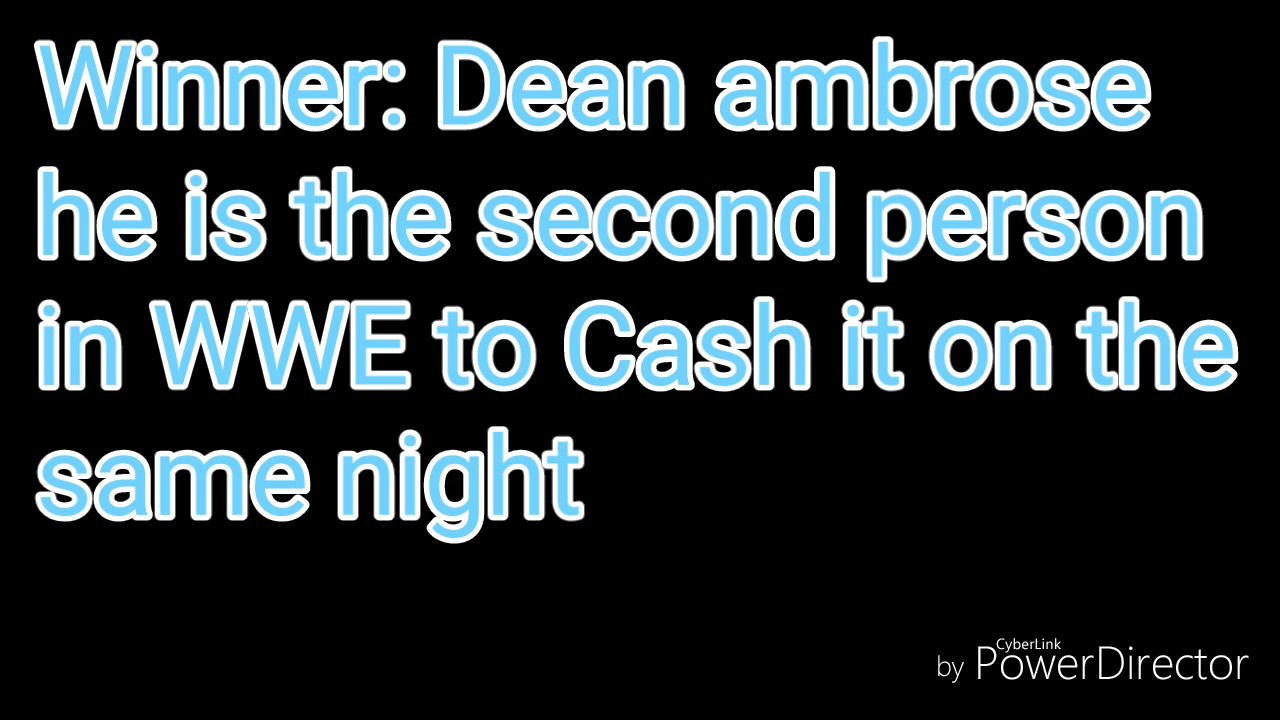 Winner: Dean ambrose
he is the second person
in WWE to Cash it on the
same night
by CyberLink PowerDirector